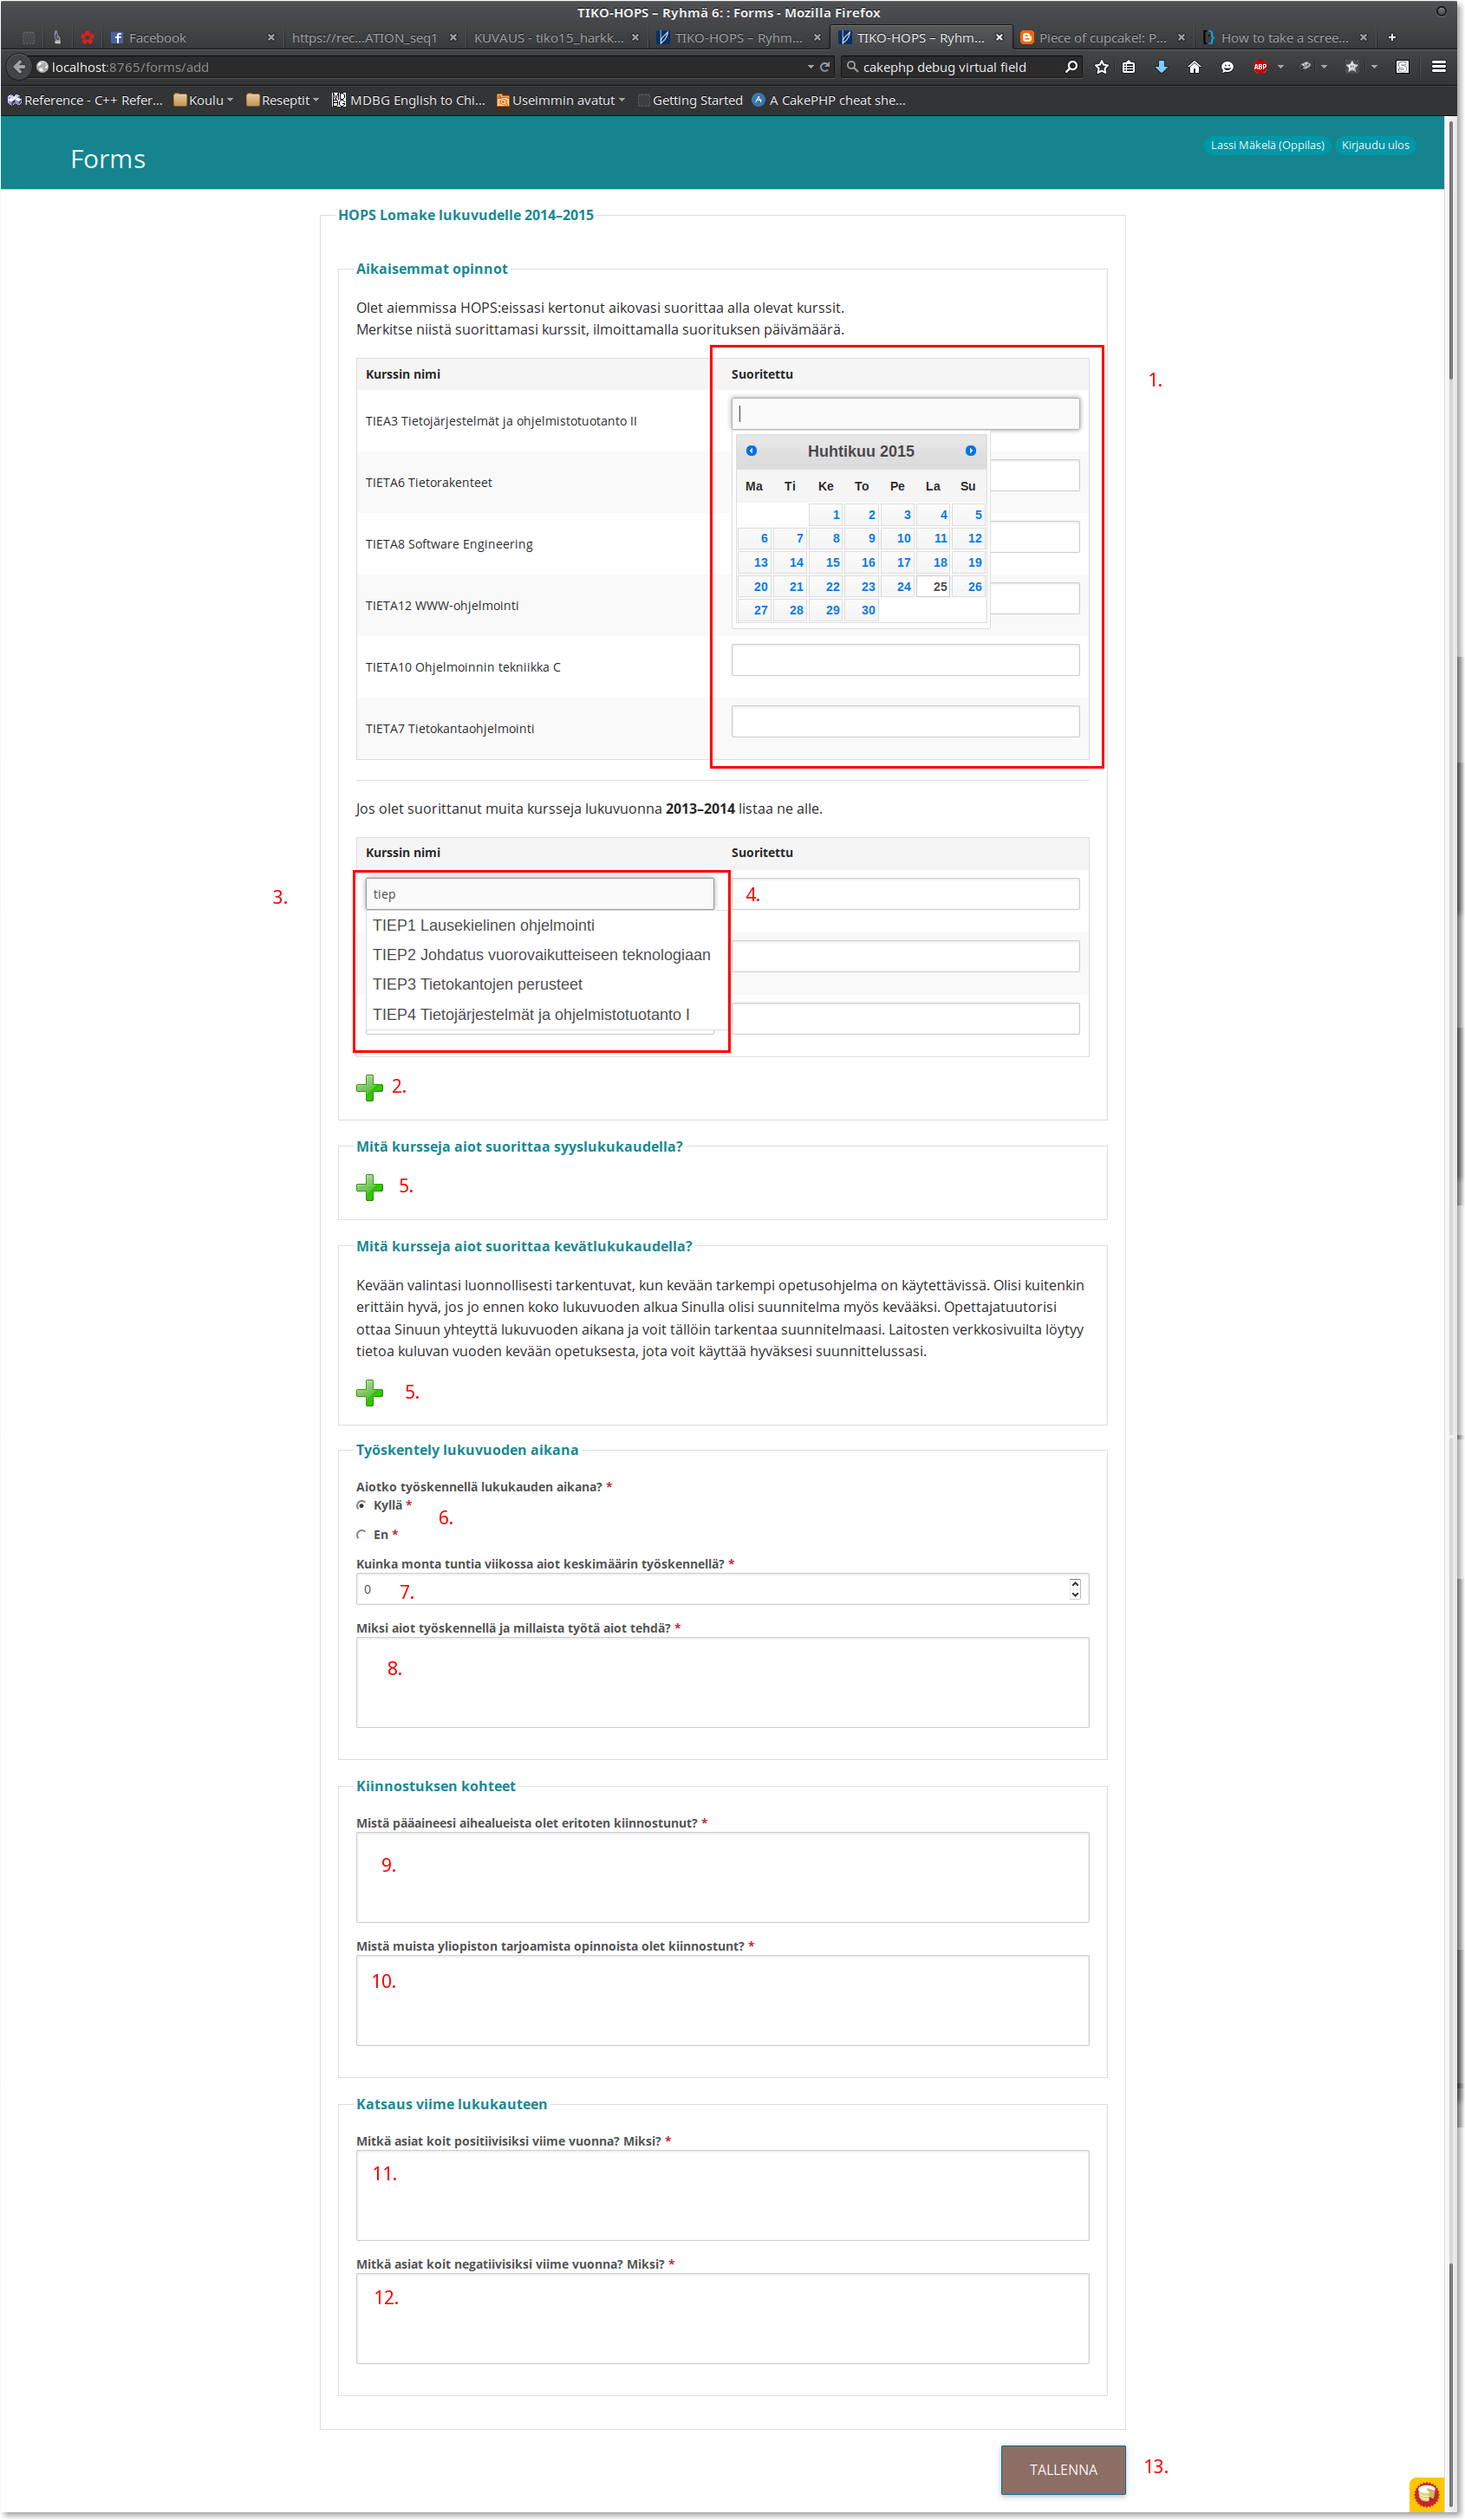 TIKO-HOPS – Ryhmä 6: : Forms - Mozilla Firefox
Facebook
https://rec...ATION_seq1
KUVAUS - tiko15_harkk...
TIKO-HOPS – Ryhm...
TIKO-HOPS – Ryhm...
Piece of cupcake!: P...
How to take a scree...
localhost:8765/forms/add
cakephp debug virtual field
ABP
S
Reference - C++ Refer...
Koulu
Reseptit
MDBG English to Chi...
Useimmin avatut
Getting Started
A CakePHP cheat she...
Forms
Lassi Mäkelä (Oppilas)
Kirjaudu ulos
HOPS Lomake lukuvudelle 2014–2015
Aikaisemmat opinnot
Olet aiemmissa HOPS:eissasi kertonut aikovasi suorittaa alla olevat kurssit.
Merkitse niistä suorittamasi kurssit, ilmoittamalla suorituksen päivämäärä.
Kurssin nimi Suoritettu
1.
TIEA3 Tietojärjestelmät ja ohjelmistotuotanto II
TIETA6 Tietorakenteet
TIETA8 Software Engineering
TIETA12 WWW-ohjelmointi
TIETA10 Ohjelmoinnin tekniikka C
TIETA7 Tietokantaohjelmointi
Huhtikuu 2015
Ma Ti Ke To Pe La Su
1 2 3 4 5
6 7 8 9 10 11 12
13 14 15 16 17 18 19
20 21 22 23 24 25 26
27 28 29 30
Jos olet suorittanut muita kursseja lukuvuonna 2013–2014 listaa ne alle.
Kurssin nimi Suoritettu
3.
tiep
4.
TIEP1 Lausekielinen ohjelmointi
TIEP2 Johdatus vuorovaikutteiseen teknologiaan
TIEP3 Tietokantojen perusteet
TIEP4 Tietojärjestelmät ja ohjelmistotuotanto I
2.
Mitä kursseja aiot suorittaa syyslukukaudella?
5.
Mitä kursseja aiot suorittaa kevätlukukaudella?
Kevään valintasi luonnollisesti tarkentuvat, kun kevään tarkempi opetusohjelma on käytettävissä. Olisi kuitenkin
erittäin hyvä, jos jo ennen koko lukuvuoden alkua Sinulla olisi suunnitelma myös kevääksi. Opettajatuutorisi
ottaa Sinuun yhteyttä lukuvuoden aikana ja voit tällöin tarkentaa suunnitelmaasi. Laitosten verkkosivuilta löytyy
tietoa kuluvan vuoden kevään opetuksesta, jota voit käyttää hyväksesi suunnittelussasi.
5.
Työskentely lukuvuoden aikana
Aiotko työskennellä lukukauden aikana? *
Kyllä *
6.
En *
Kuinka monta tuntia viikossa aiot keskimäärin työskennellä? *
0
7.
Miksi aiot työskennellä ja millaista työtä aiot tehdä? *
8.
Kiinnostuksen kohteet
Mistä pääaineesi aihealueista olet eritoten kiinnostunut? *
9.
Mistä muista yliopiston tarjoamista opinnoista olet kiinnostunt? *
10.
Katsaus viime lukukauteen
Mitkä asiat koit positiivisiksi viime vuonna? Miksi? *
11.
Mitkä asiat koit negatiivisiksi viime vuonna? Miksi? *
12.
TALLENNA
13.